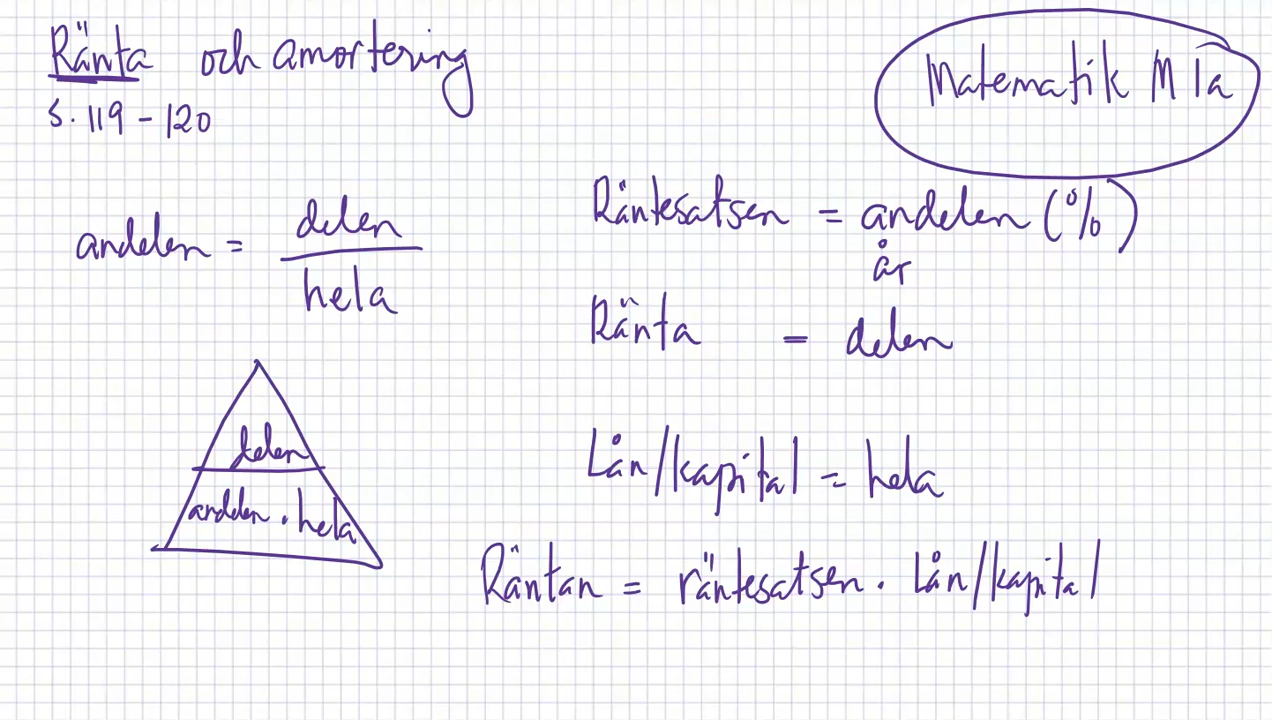 Ränta och amortering
s. 119 - 120
Matematik M 1a
andelen = delen / hela
delen
andelen · hela
Räntesatsen = andelen (%)
år
Ränta = delen
Lån/kapital = hela
Räntan = räntesatsen · Lån/kapital